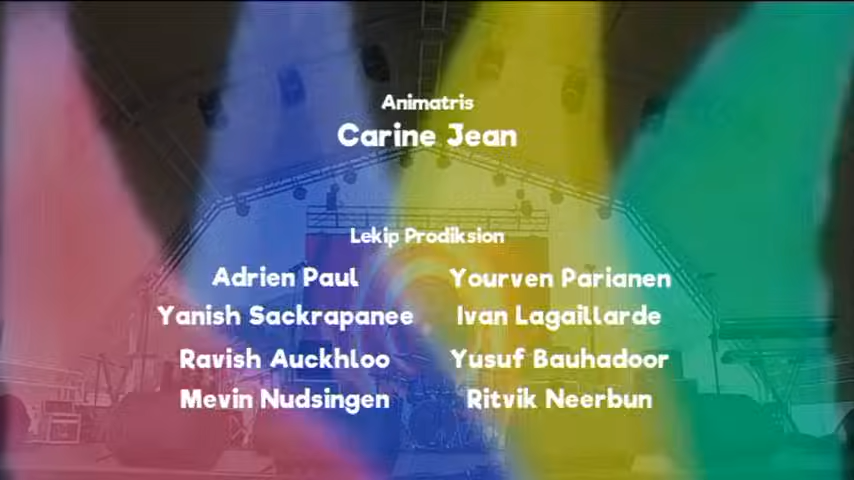 Animatris
Carine Jean
Lekip Prodiksion
Adrien Paul Yourven Parianen
Yanish Sackrapanee Ivan Lagaillarde
Ravish Auckhloo Yusuf Bauhadoor
Mevin Nudsingen Ritvik Neerbun